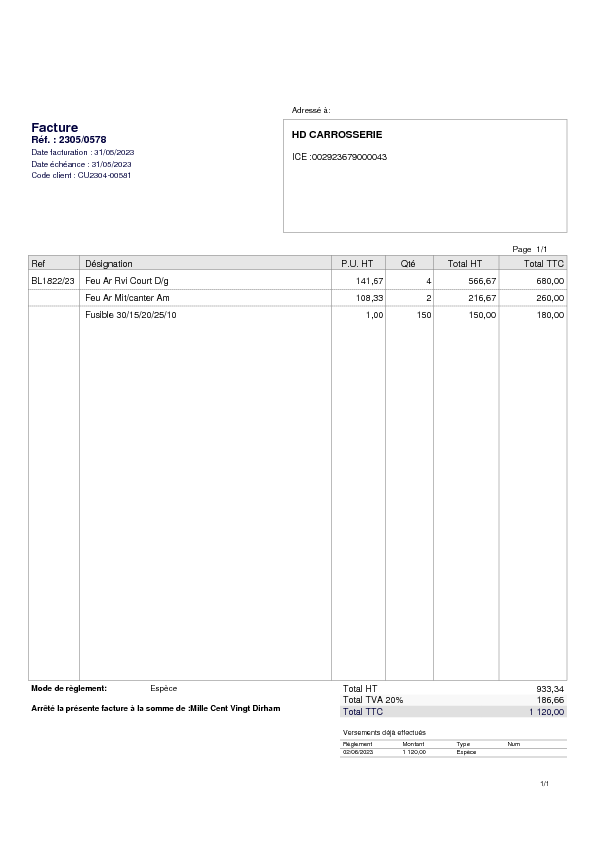 Adressé à:
Facture
Réf. : 2305/0578
Date facturation : 31/05/2023
Date échéance : 31/05/2023
Code client : CU2304-00581
HD CARROSSERIE
ICE :002923679000043
Page 1/1
Ref Désignation P.U. HT Qté Total HT Total TTC
BL1822/23 Feu Ar Rvi Court D/g 141,67 4 566,67 680,00
Feu Ar Mit/canter Am 108,33 2 216,67 260,00
Fusible 30/15/20/25/10 1,00 150 150,00 180,00
Mode de règlement: Espèce
Arrêté la présente facture à la somme de :Mille Cent Vingt Dirham
Total HT 933,34
Total TVA 20% 186,66
Total TTC 1 120,00
Versements déjà effectués
Règlement Montant Type Num
02/06/2023 1 120,00 Espèce
1/1